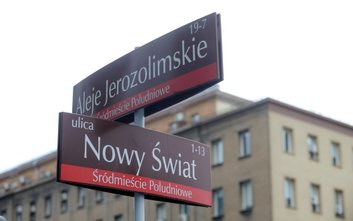 19-7
Aleje Jerozolimskie
Śródmieście Południowe
ulica
Nowy Świat
1-13
Śródmieście Południowe